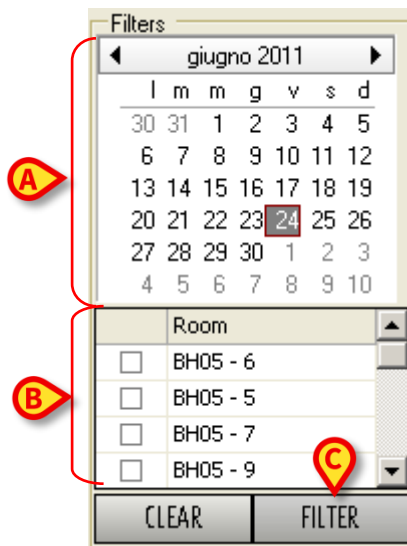 Filters
giugno 2011
l m m g v s d
30 31 1 2 3 4 5
6 7 8 9 10 11 12
A
13 14 15 16 17 18 19
20 21 22 23 24 25 26
27 28 29 30 1 2 3
4 5 6 7 8 9 10
Room
BH05 - 6
B
BH05 - 5
BH05 - 7
C
BH05 - 9
CLEAR FILTER